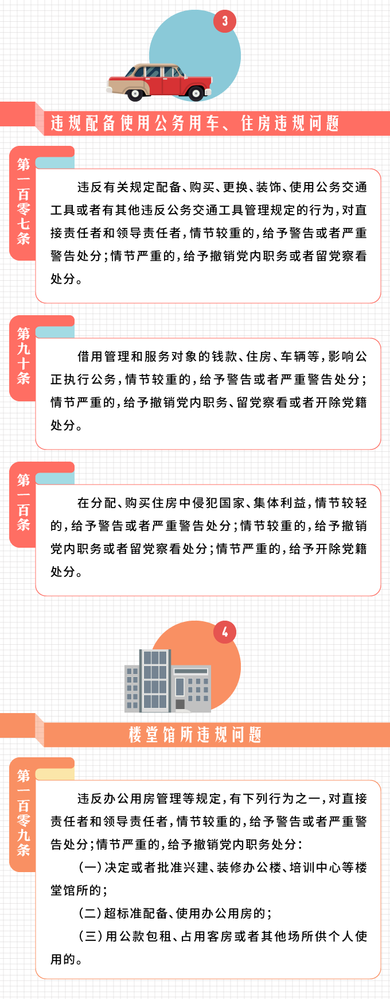 3
违规配备使用公务用车、住房违规问题
第一百零七条
违反有关规定配备、购买、更换、装饰、使用公务交通
工具或者有其他违反公务交通工具管理规定的行为，对直
接责任者和领导责任者，情节较重的，给予警告或者严重
警告处分；情节严重的，给予撤销党内职务或者留党察看
处分。
第九十条
借用管理和服务对象的钱款、住房、车辆等，影响公
正执行公务，情节较重的，给予警告或者严重警告处分；
情节严重的，给予撤销党内职务、留党察看或者开除党籍
处分。
第一百条
在分配、购买住房中侵犯国家、集体利益，情节较轻
的，给予警告或者严重警告处分；情节较重的，给予撤销
党内职务或者留党察看处分；情节严重的，给予开除党籍
处分。
4
楼堂馆所违规问题
第一百零九条
违反办公用房管理等规定，有下列行为之一，对直接
责任者和领导责任者，情节较重的，给予警告或者严重警
告处分；情节严重的，给予撤销党内职务处分：
（一）决定或者批准兴建、装修办公楼、培训中心等楼
堂馆所的；
（二）超标准配备、使用办公用房的；
（三）用公款包租、占用客房或者其他场所供个人使
用的。